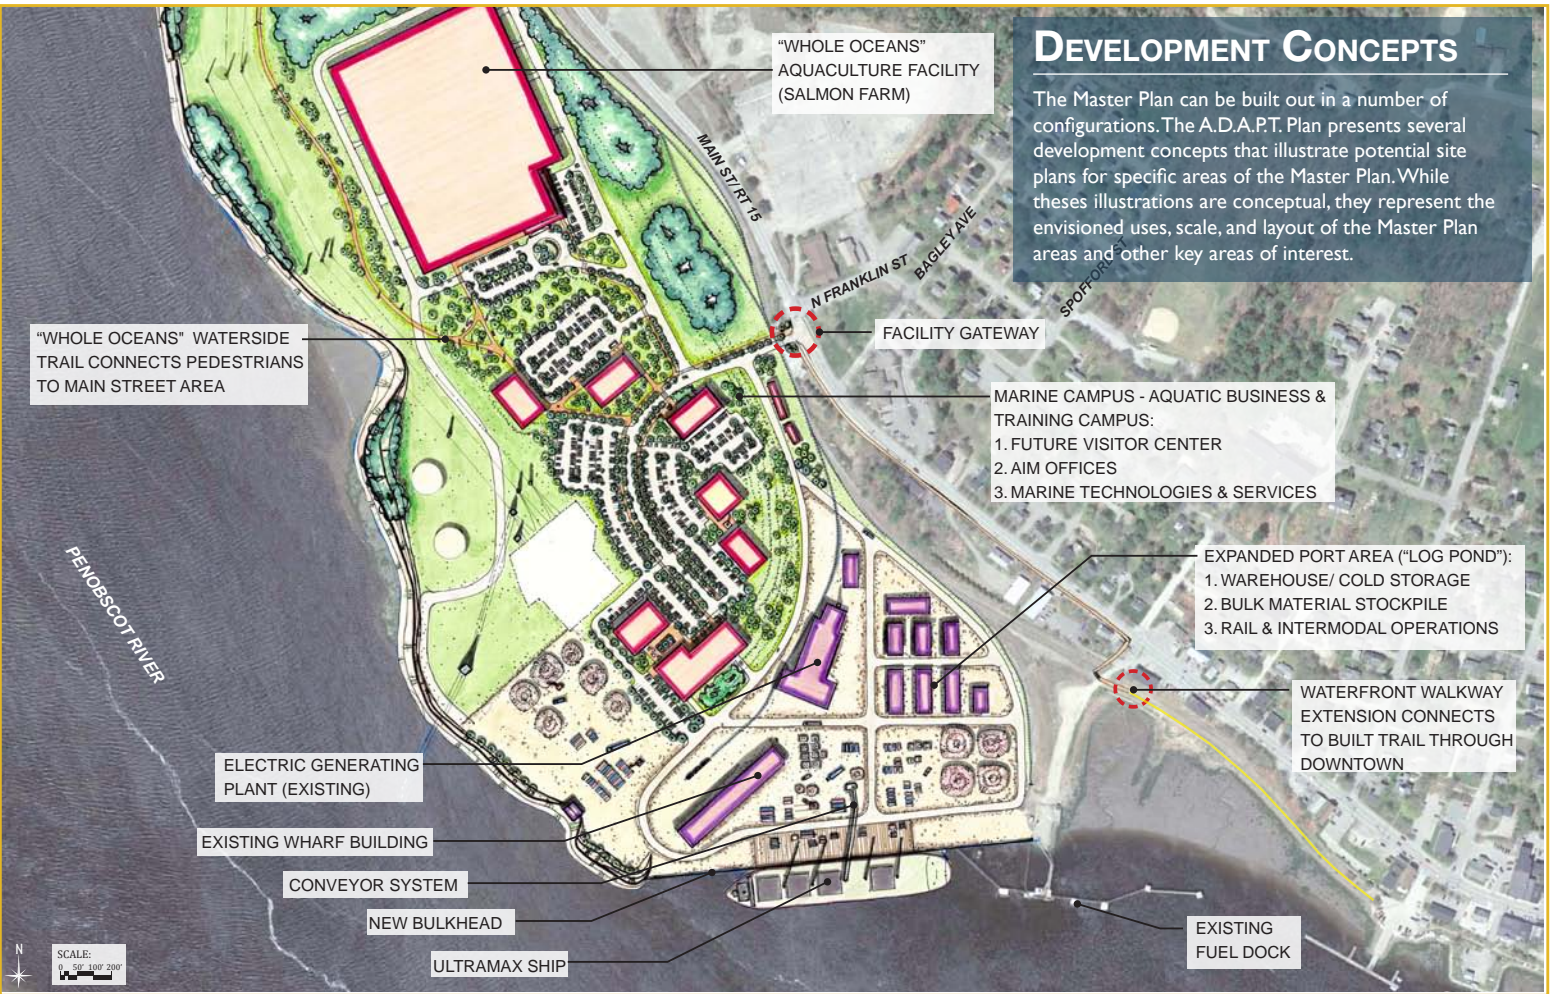 DEVELOPMENT CONCEPTS
The Master Plan can be built out in a number of
configurations. The A.D.A.P.T. Plan presents several
development concepts that illustrate potential site
plans for specific areas of the Master Plan. While
theses illustrations are conceptual, they represent the
envisioned uses, scale, and layout of the Master Plan
areas and other key areas of interest.
“WHOLE OCEANS”
AQUACULTURE FACILITY
(SALMON FARM)
MAIN ST/ RT 15
N FRANKLIN ST
BAGLEY AVE
SPOFFORD ST
“WHOLE OCEANS” WATERSIDE
TRAIL CONNECTS PEDESTRIANS
TO MAIN STREET AREA
FACILITY GATEWAY
MARINE CAMPUS - AQUATIC BUSINESS &
TRAINING CAMPUS:
1. FUTURE VISITOR CENTER
2. AIM OFFICES
3. MARINE TECHNOLOGIES & SERVICES
PENOBSCOT RIVER
EXPANDED PORT AREA (“LOG POND”):
1. WAREHOUSE/ COLD STORAGE
2. BULK MATERIAL STOCKPILE
3. RAIL & INTERMODAL OPERATIONS
WATERFRONT WALKWAY
EXTENSION CONNECTS
TO BUILT TRAIL THROUGH
DOWNTOWN
ELECTRIC GENERATING
PLANT (EXISTING)
EXISTING WHARF BUILDING
CONVEYOR SYSTEM
NEW BULKHEAD
ULTRAMAX SHIP
EXISTING
FUEL DOCK
N
SCALE:
0 50' 100' 200'